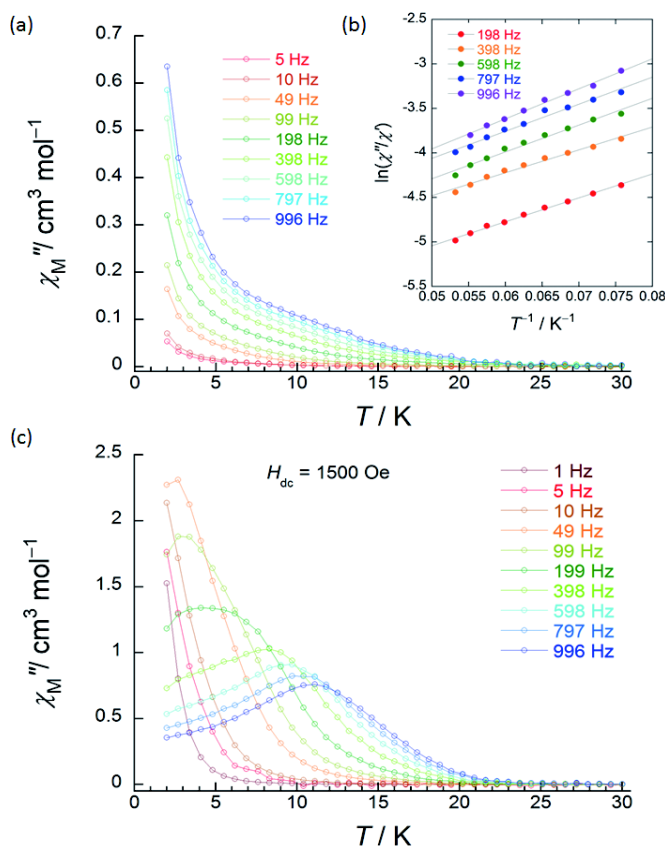 (a)
0.7
0.6
0.5
0.4
0.3
0.2
0.1
0
χM″/ cm³ mol⁻¹
5 Hz
10 Hz
49 Hz
99 Hz
198 Hz
398 Hz
598 Hz
797 Hz
996 Hz
0 5 10 15 20 25 30
T / K
(b)
-2.5
-3.0
-3.5
-4.0
-4.5
-5.0
-5.5
ln(χ″/χ′)
198 Hz
398 Hz
598 Hz
797 Hz
996 Hz
0.05 0.055 0.06 0.065 0.07 0.075 0.08
T⁻¹ / K⁻¹
(c)
Hdc = 1500 Oe
2.5
2
1.5
1
0.5
0
χM″/ cm³ mol⁻¹
1 Hz
5 Hz
10 Hz
49 Hz
99 Hz
199 Hz
398 Hz
598 Hz
797 Hz
996 Hz
0 5 10 15 20 25 30
T / K